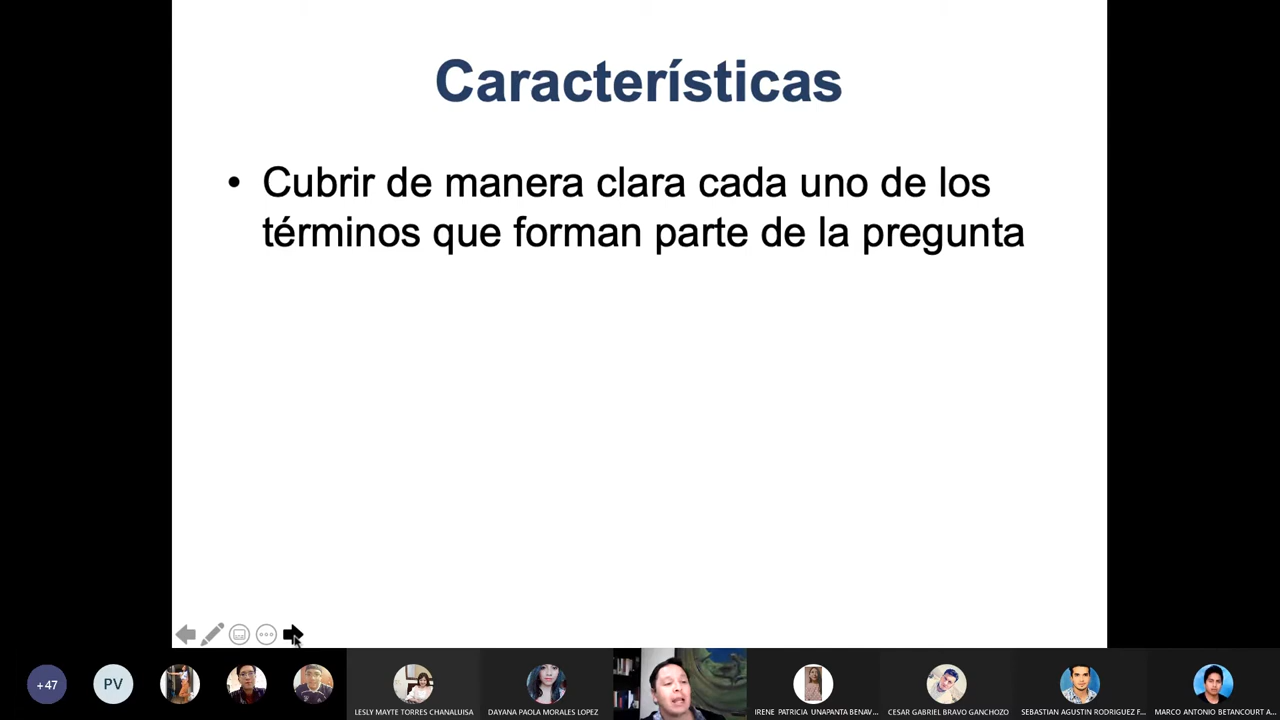 Características
• Cubrir de manera clara cada uno de los
términos que forman parte de la pregunta
+47
PV
LESLY MAYTE TORRES CHANALUISA
DAYANA PAOLA MORALES LOPEZ
IRENE PATRICIA UNAPANTA BENAV...
CESAR GABRIEL BRAVO GANCHOZO
SEBASTIAN AGUSTIN RODRIGUEZ F...
MARCO ANTONIO BETANCOURT A...